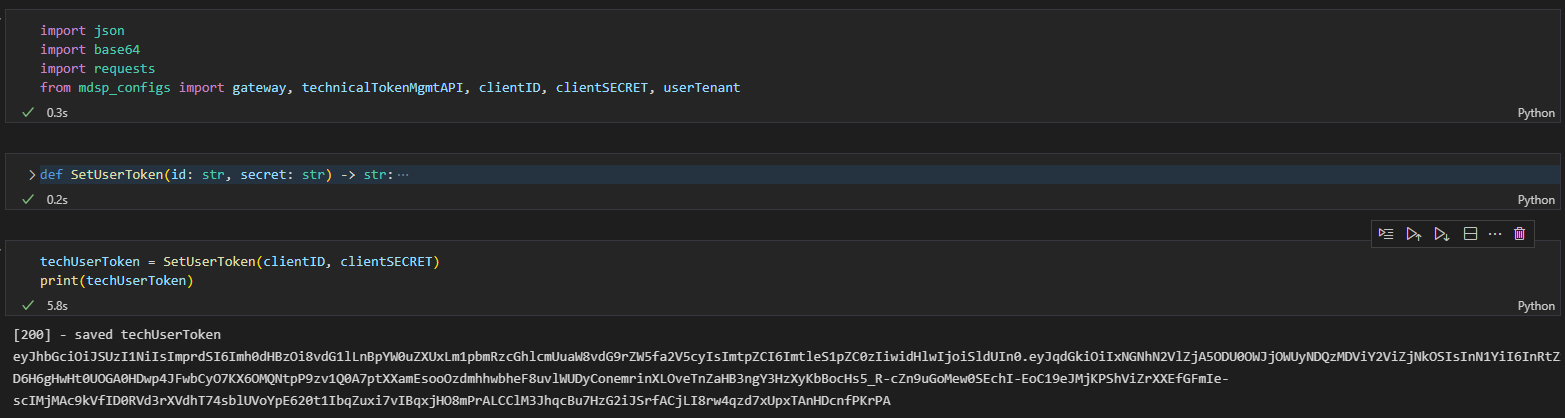 import json
import base64
import requests
from mdsp_configs import gateway, technicalTokenMgmtAPI, clientID, clientSECRET, userTenant
0.3s
Python
def SetUserToken(id: str, secret: str) -> str:···
0.2s
Python
techUserToken = SetUserToken(clientID, clientSECRET)
print(techUserToken)
5.8s
Python
[200] - saved techUserToken
eyJhbGciOiJSUzI1NiIsImprdSI6Imh0dHBzOi8vdG1lLnBpYW0uZXUxLm1pbmRzcGhlcmUuaW8vdG9rZW5fa2V5cyIsImtpZCI6ImtleS1pZC0zIiwidHlwIjoiSldUIn0.eyJqdGkiOiIxNGNhN2VlZjA5ODU0OWJjOWUyNDQzMDViY2ViZjNkOSIsInN1YiI6InRtZ
D6H6gHwHt0UOGA0HDwp4JFwbCyO7KX6OMQNtpP9zv1Q0A7ptXXamEsooOzdmhhwbheF8uvlWUDyConemrinXLOveTnZaHB3ngY3HzXyKbBocHs5_R-cZn9uGoMew0SEchI-EoC19eJMjKPShViZrXXEfGFmIe-
scIMjMAc9kVfID0RVd3rXVdhT74sblUVoYpE620t1IbqZuxi7vIBqxjHO8mPrALCClM3JhqcBu7HzG2iJSrfACjLI8rw4qzd7xUpxTAnHDcnfPKrPA